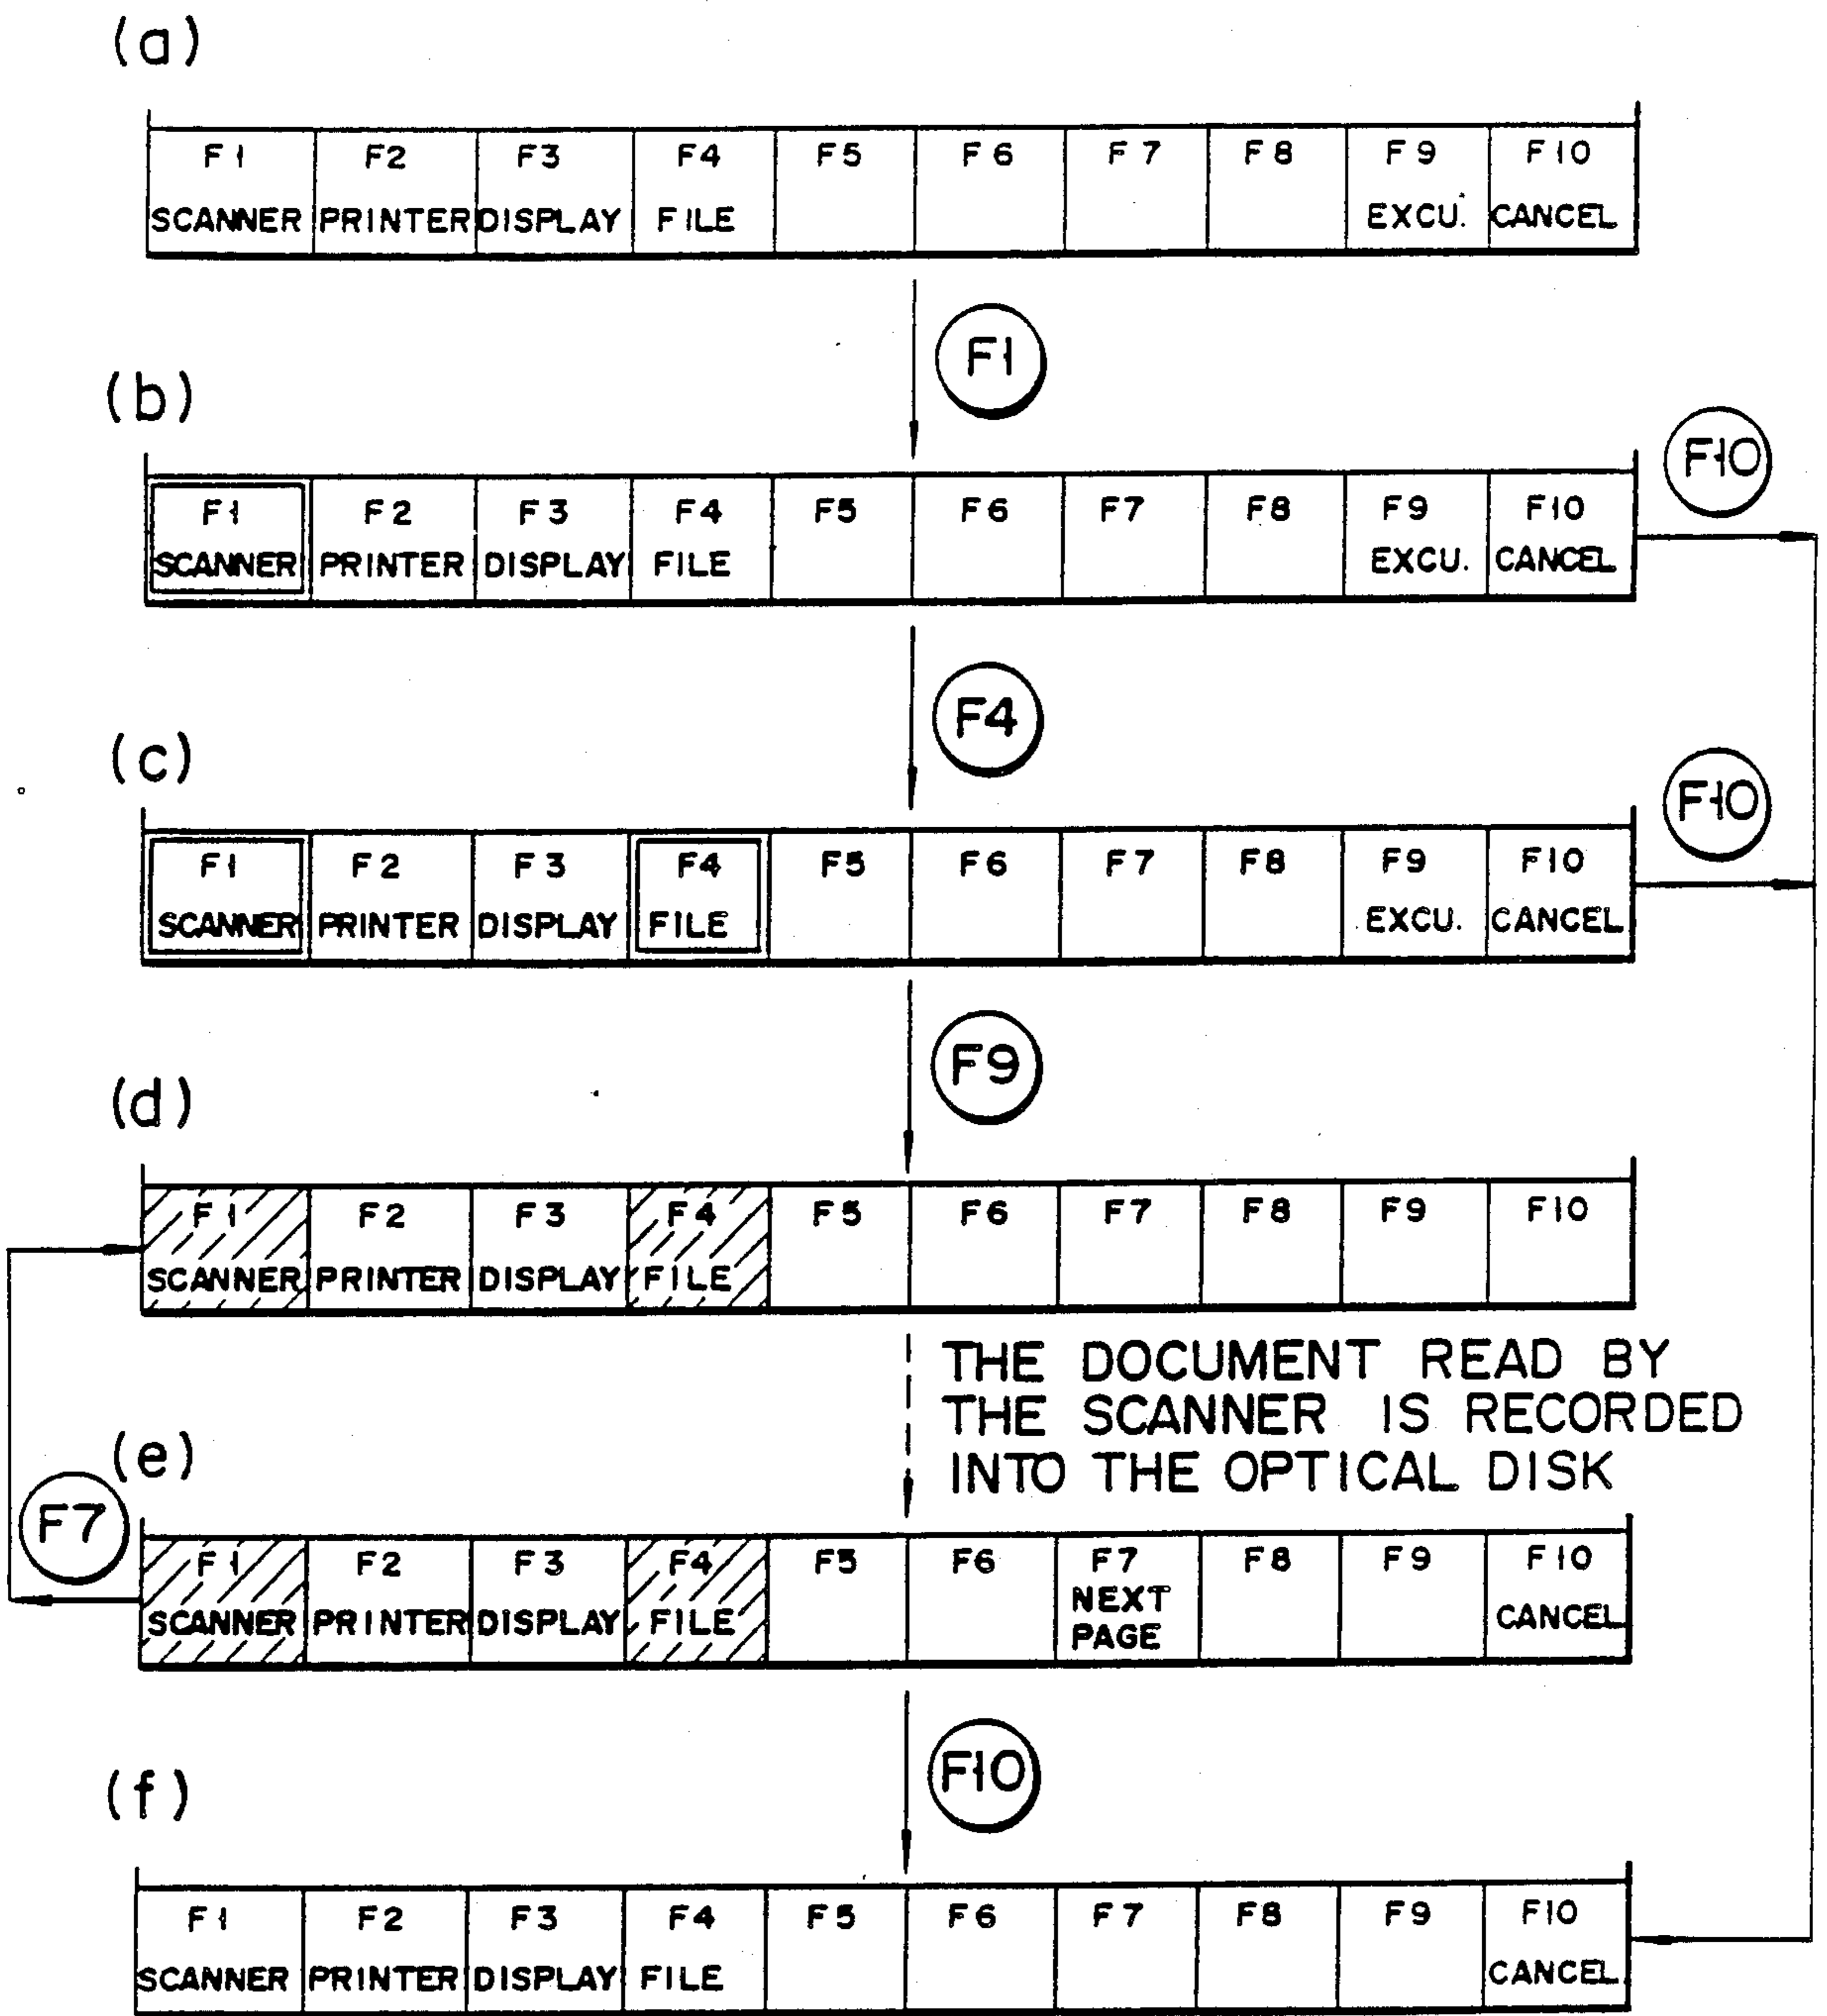 (a)
F1 F2 F3 F4 F5 F6 F7 F8 F9 F10
SCANNER PRINTER DISPLAY FILE EXCU. CANCEL
F1
(b)
F10
F1 F2 F3 F4 F5 F6 F7 F8 F9 F10
SCANNER PRINTER DISPLAY FILE EXCU. CANCEL
F4
(c)
F10
F1 F2 F3 F4 F5 F6 F7 F8 F9 F10
SCANNER PRINTER DISPLAY FILE EXCU. CANCEL
F9
(d)
F1 F2 F3 F4 F5 F6 F7 F8 F9 F10
SCANNER PRINTER DISPLAY FILE
THE DOCUMENT READ BY
THE SCANNER IS RECORDED
INTO THE OPTICAL DISK
(e)
F7
F1 F2 F3 F4 F5 F6 F7 F8 F9 F10
SCANNER PRINTER DISPLAY FILE NEXT PAGE CANCEL
F10
(f)
F1 F2 F3 F4 F5 F6 F7 F8 F9 F10
SCANNER PRINTER DISPLAY FILE CANCEL